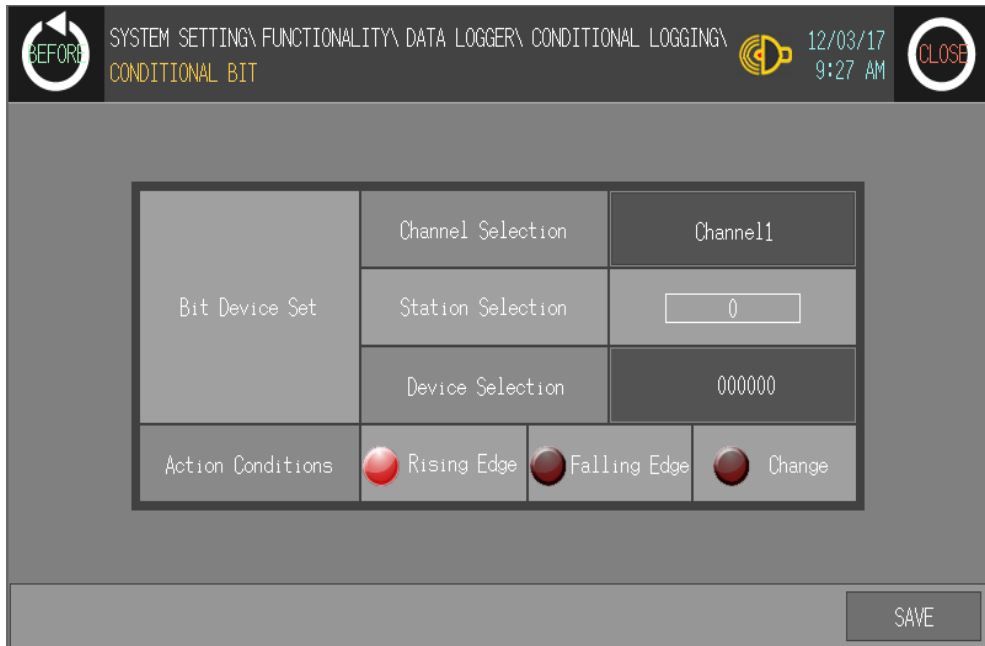 BEFORE
SYSTEM SETTING\ FUNCTIONALITY\ DATA LOGGER\ CONDITIONAL LOGGING\
CONDITIONAL BIT
12/03/17
9:27 AM
CLOSE
Bit Device Set
Channel Selection
Channel1
Station Selection
0
Device Selection
000000
Action Conditions
Rising Edge
Falling Edge
Change
SAVE